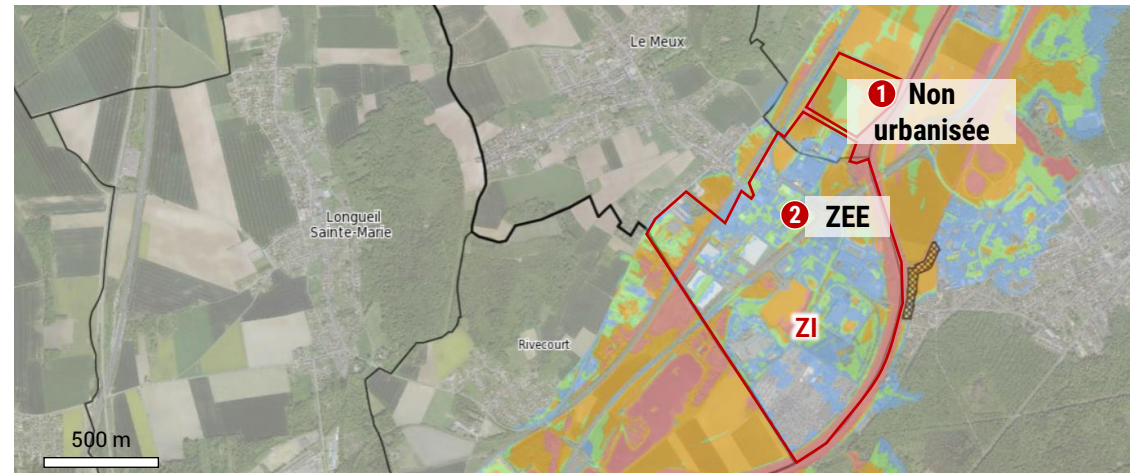 Le Meux
1 Non
urbanisée
2 ZEE
Longueil
Sainte-Marie
ZI
Rivecourt
500 m